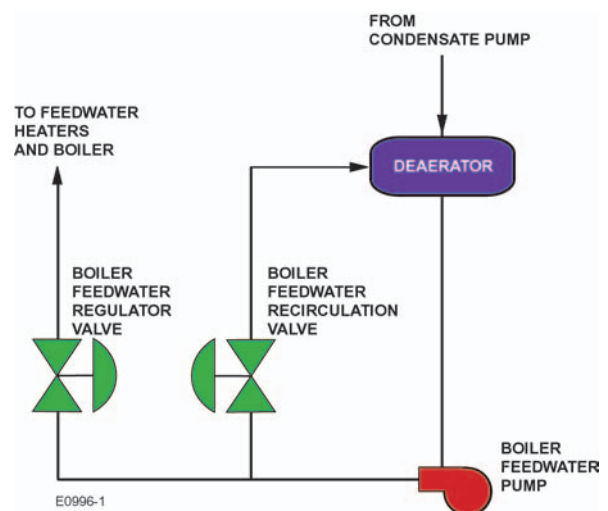 FROM
CONDENSATE PUMP
TO FEEDWATER
HEATERS
AND BOILER
DEAERATOR
BOILER
FEEDWATER
REGULATOR
VALVE
BOILER
FEEDWATER
RECIRCULATION
VALVE
BOILER
FEEDWATER
PUMP
E0996-1